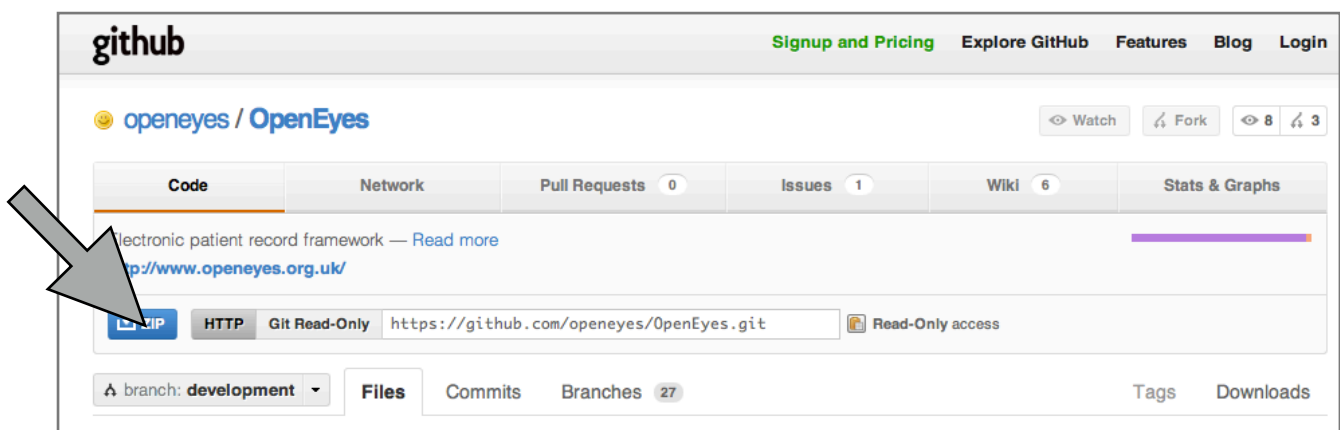 github
Signup and Pricing Explore GitHub Features Blog Login
openeyes / OpenEyes
Watch Fork 8 3
Code Network Pull Requests 0 Issues 1 Wiki 6 Stats & Graphs
lectronic patient record framework — Read more
tp://www.openeyes.org.uk/
IP HTTP Git Read-Only https://github.com/openeyes/OpenEyes.git Read-Only access
branch: development Files Commits Branches 27 Tags Downloads